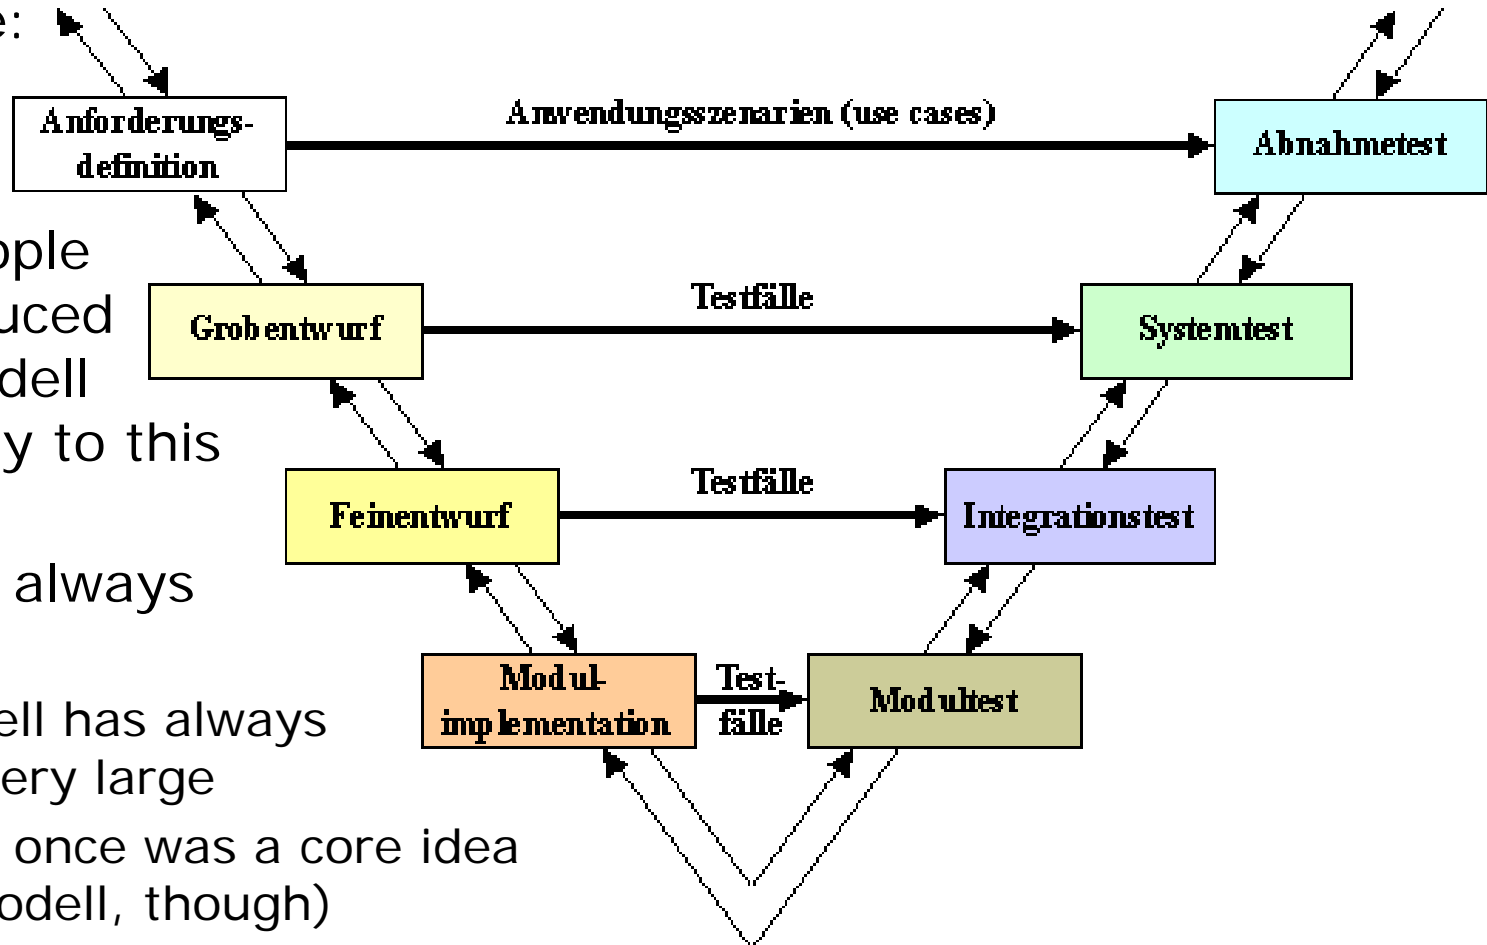 e:
Anforderungs-
definition
Anwendungsszenarien (use cases)
Abnahmetest
uced
dell
y to this
Grobentwurf
Testfälle
Systemtest
always
Feinentwurf
Testfälle
Integrationstest
ell has always
ery large
once was a core idea
odell, though)
Modul-
implementation
Test-
fälle
Modultest